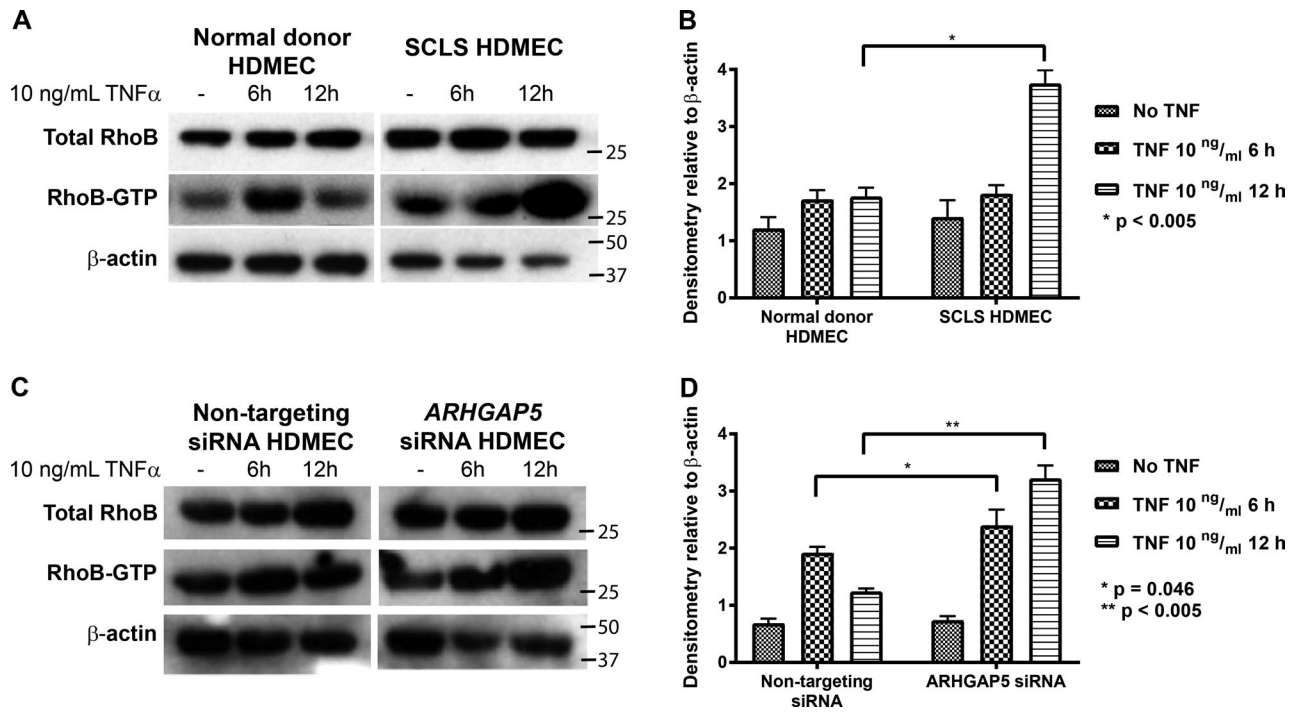 A
Normal donor
HDMEC
SCLS HDMEC
10 ng/mL TNFα - 6h 12h - 6h 12h
Total RhoB
25
RhoB-GTP
25
β-actin
50
37
B
Densitometry relative to β-actin
4
3
2
1
0
*
Normal donor
HDMEC
SCLS HDMEC
No TNF
TNF 10 ng/ml 6 h
TNF 10 ng/ml 12 h
* p < 0.005
C
Non-targeting
siRNA HDMEC
ARHGAP5
siRNA HDMEC
10 ng/mL TNFα - 6h 12h - 6h 12h
Total RhoB
25
RhoB-GTP
25
β-actin
50
37
D
Densitometry relative to β-actin
4
3
2
1
0
**
*
Non-targeting
siRNA
ARHGAP5 siRNA
No TNF
TNF 10 ng/ml 6 h
TNF 10 ng/ml 12 h
* p = 0.046
** p < 0.005